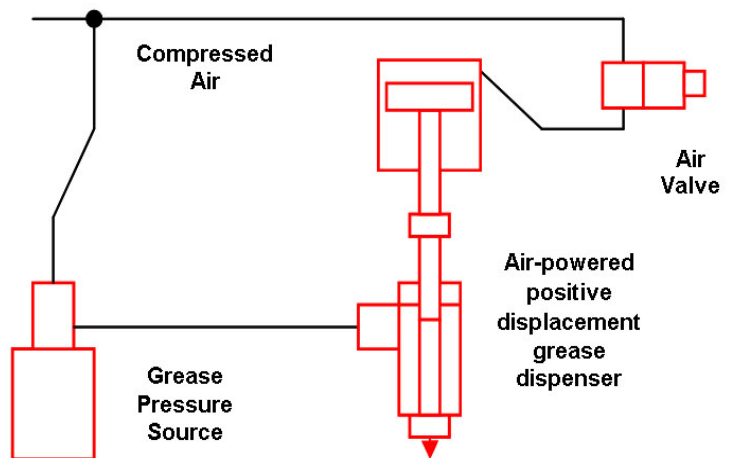 Compressed
Air
Air
Valve
Air-powered
positive
displacement
grease
dispenser
Grease
Pressure
Source